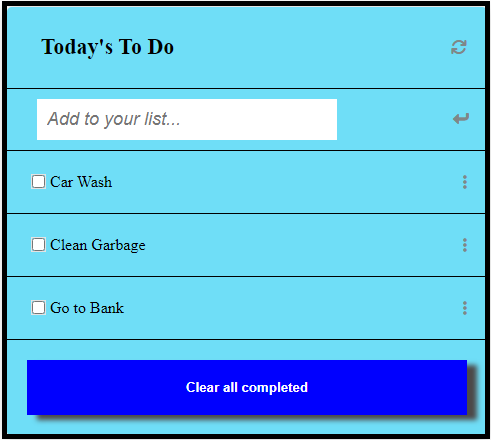 Today's To Do
Add to your list...
Car Wash
Clean Garbage
Go to Bank
Clear all completed